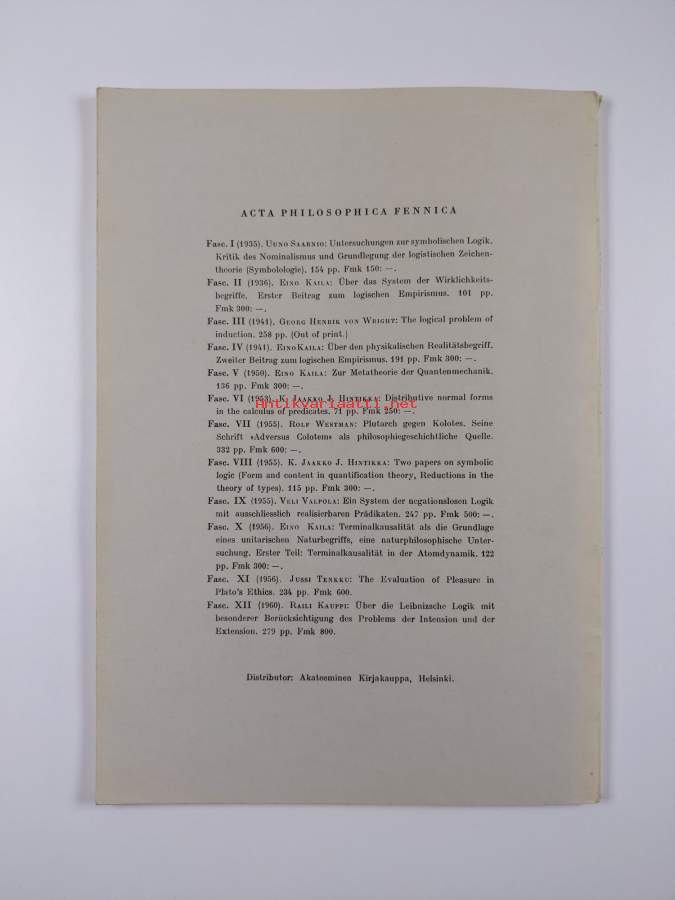 ACTA PHILOSOPHICA FENNICA
Fasc. I (1935). UUNO SAARNIO: Untersuchungen zur symbolischen Logik.
Kritik des Nominalismus und Grundlegung der logistischen Zeichen-
theorie (Symbologie). 154 pp. Fmk 150: —.
Fasc. II (1936). EINO KAILA: Über das System der Wirklichkeits-
begriffe. Erster Beitrag zum logischen Empirismus. 101 pp.
Fmk 300: —.
Fasc. III (1941). GEORG HENRIK VON WRIGHT: The logical problem of
induction. 258 pp. (Out of print.)
Fasc. IV (1941). EINO KAILA: Über den physikalischen Realitätsbegriff.
Zweiter Beitrag zum logischen Empirismus. 191 pp. Fmk 300: —.
Fasc. V (1950). EINO KAILA: Zur Metatheorie der Quantenmechanik.
136 pp. Fmk 300: —.
Fasc. VI (1953). K. JAAKKO J. HINTIKKA: Distributive normal forms
Antikvariaatti.net
in the calculus of predicates. 71 pp. Fmk 250: —.
Fasc. VII (1955). ROLF WESTMAN: Plutarch gegen Kolotes. Seine
Schrift »Adversus Colotem» als philosophiegeschichtliche Quelle.
332 pp. Fmk 600: —.
Fasc. VIII (1955). K. JAAKKO J. HINTIKKA: Two papers on symbolic
logic (Form and content in quantification theory, Reductions in the
theory of types). 115 pp. Fmk 300: —.
Fasc. IX (1955). VELI VALPOLA: Ein System der negationslosen Logik
mit ausschliesslich realisierbaren Prädikaten. 247 pp. Fmk 500: —.
Fasc. X (1956). EINO KAILA: Terminalkausalität als die Grundlage
eines unitarischen Naturbegriffs, eine naturphilosophische Unter-
suchung. Erster Teil: Terminalkausalität in der Atomdynamik. 122
pp. Fmk 300: —.
Fasc. XI (1956). JUSSI TENKKU: The Evaluation of Pleasure in
Plato's Ethics. 234 pp. Fmk 600.
Fasc. XII (1960). RAILI KAUPPI: Über die Leibnizsche Logik mit
besonderer Berücksichtigung des Problems der Intension und der
Extension. 279 pp. Fmk 800.
Distributor: Akateeminen Kirjakauppa, Helsinki.